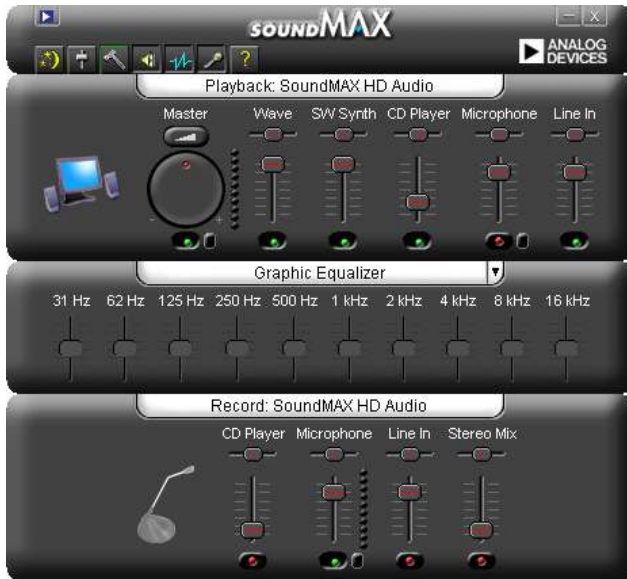 SOUNDMAX
ANALOG
DEVICES
Playback: SoundMAX HD Audio
Master Wave SW Synth CD Player Microphone Line In
- +
Graphic Equalizer
31 Hz 62 Hz 125 Hz 250 Hz 500 Hz 1 kHz 2 kHz 4 kHz 8 kHz 16 kHz
Record: SoundMAX HD Audio
CD Player Microphone Line In Stereo Mix